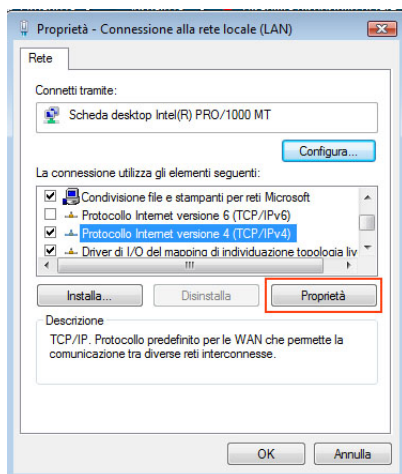 Proprietà - Connessione alla rete locale (LAN)
Rete
Connetti tramite:
Scheda desktop Intel(R) PRO/1000 MT
Configura...
La connessione utilizza gli elementi seguenti:
Condivisione file e stampanti per reti Microsoft
Protocollo Internet versione 6 (TCP/IPv6)
Protocollo Internet versione 4 (TCP/IPv4)
Driver di I/O del mapping di individuazione topologia liv
Installa...
Disinstalla
Proprietà
Descrizione
TCP/IP. Protocollo predefinito per le WAN che permette la
comunicazione tra diverse reti interconnesse.
OK
Annulla